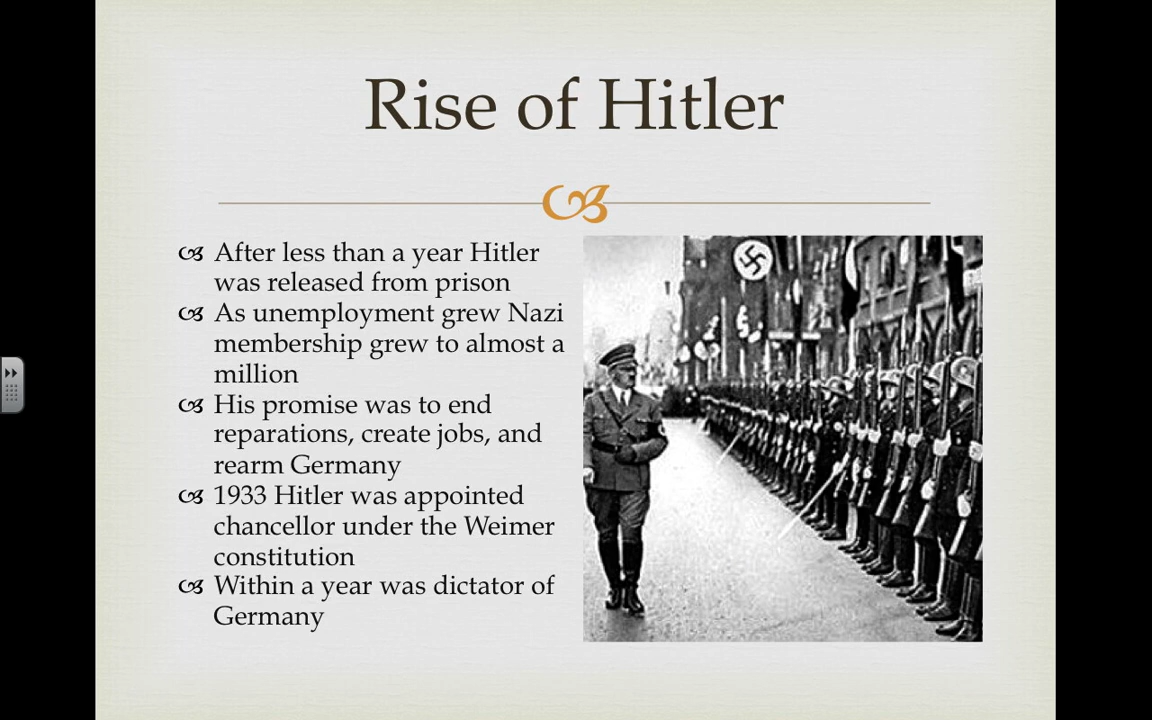 Rise of Hitler
After less than a year Hitler
was released from prison
As unemployment grew Nazi
membership grew to almost a
million
His promise was to end
reparations, create jobs, and
rearm Germany
1933 Hitler was appointed
chancellor under the Weimer
constitution
Within a year was dictator of
Germany